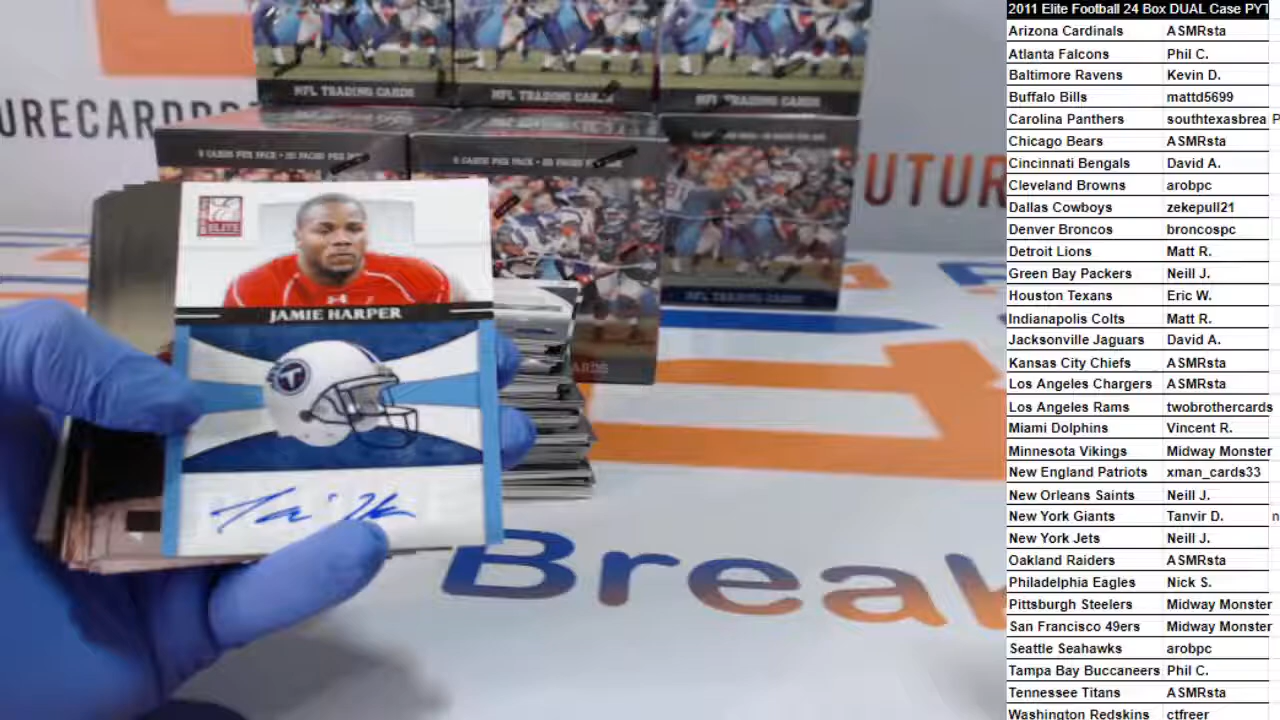 NFL TRADING CARDS
NFL TRADING CARDS
NFL TRADING CARDS
URECARD
UTUR
ELITE
JAMIE HARPER
T
NFL TRADING CARDS
ARDS
Break
2011 Elite Football 24 Box DUAL Case PYT
Arizona Cardinals ASMRsta
Atlanta Falcons Phil C.
Baltimore Ravens Kevin D.
Buffalo Bills mattd5699
Carolina Panthers southtexasbrea P
Chicago Bears ASMRsta
Cincinnati Bengals David A.
Cleveland Browns arobpc
Dallas Cowboys zekepull21
Denver Broncos broncospc
Detroit Lions Matt R.
Green Bay Packers Neill J.
Houston Texans Eric W.
Indianapolis Colts Matt R.
Jacksonville Jaguars David A.
Kansas City Chiefs ASMRsta
Los Angeles Chargers ASMRsta
Los Angeles Rams twobrothercards
Miami Dolphins Vincent R.
Minnesota Vikings Midway Monster
New England Patriots xman_cards33
New Orleans Saints Neill J.
New York Giants Tanvir D. n
New York Jets Neill J.
Oakland Raiders ASMRsta
Philadelphia Eagles Nick S.
Pittsburgh Steelers Midway Monster
San Francisco 49ers Midway Monster
Seattle Seahawks arobpc
Tampa Bay Buccaneers Phil C.
Tennessee Titans ASMRsta
Washington Redskins ctfreer